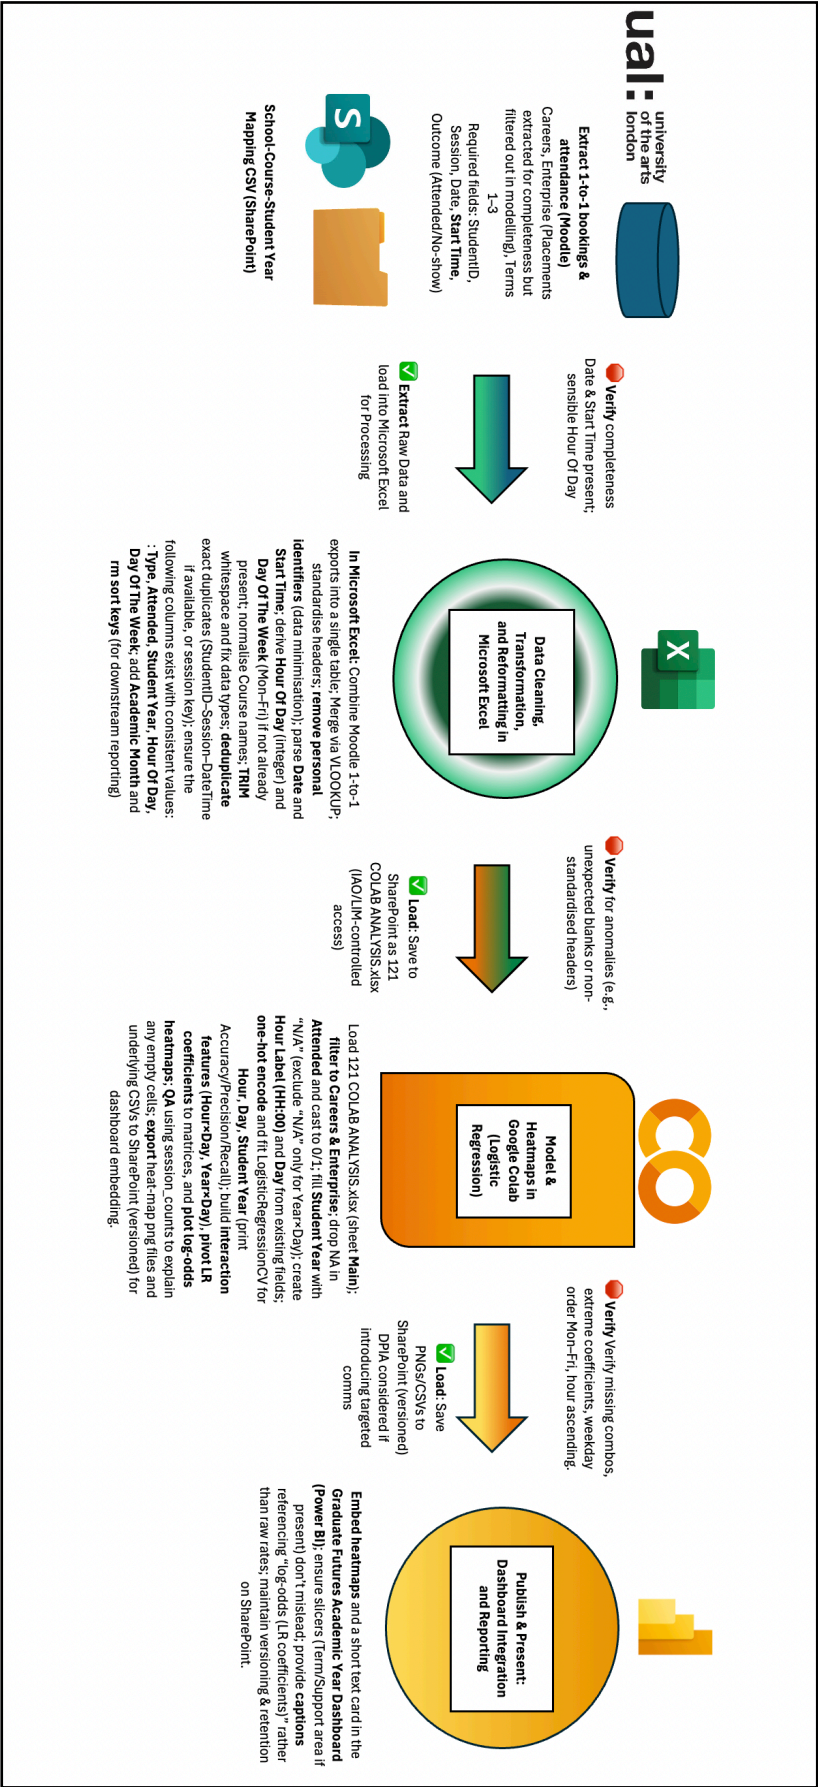 ual:
university
of the arts
london
Extract 1-to-1 bookings &
attendance (Moodle)
Careers, Enterprise (Placements
extracted for completeness but
filtered out in modelling), Terms
1–3
Required fields: StudentID,
Session, Date, Start Time,
Outcome (Attended/No-show)
S
School-Course-Student Year
Mapping CSV (SharePoint)
Verify completeness
Date & Start Time present;
sensible Hour Of Day
Extract Raw Data and
load into Microsoft Excel
for Processing
X
Data Cleaning,
Transformation,
and Reformatting in
Microsoft Excel
In Microsoft Excel: Combine Moodle 1-to-1
exports into a single table; Merge via VLOOKUP;
standardise headers; remove personal
identifiers (data minimisation); parse Date and
Start Time; derive Hour Of Day (integer) and
Day Of The Week (Mon–Fri) if not already
present; normalise Course names; TRIM
whitespace and fix data types; deduplicate
exact duplicates (StudentID–Session–DateTime
if available, or session key); ensure the
following columns exist with consistent values:
: Type, Attended, Student Year, Hour Of Day,
Day Of The Week; add Academic Month and
rm sort keys (for downstream reporting)
Verify for anomalies (e.g.,
unexpected blanks or non-
standardised headers)
Load: Save to
SharePoint as 121
COLAB ANALYSIS.xlsx
(IAO/LIM-controlled
access)
Model &
Heatmaps in
Google Colab
(Logistic
Regression)
Load 121 COLAB ANALYSIS.xlsx (sheet Main);
filter to Careers & Enterprise; drop NA in
Attended and cast to 0/1; fill Student Year with
“N/A” (exclude “N/A” only for Year×Day); create
Hour Label (HH:00) and Day from existing fields;
one-hot encode and fit LogisticRegressionCV for
Hour, Day, Student Year (print
Accuracy/Precision/Recall); build interaction
features (Hour×Day, Year×Day), pivot LR
coefficients to matrices, and plot log-odds
heatmaps; QA using session_counts to explain
any empty cells; export heat-map png files and
underlying CSVs to SharePoint (versioned) for
dashboard embedding.
Verify Verify missing combos,
extreme coefficients, weekday
order Mon–Fri, hour ascending.
Load: Save
PNGs/CSVs to
SharePoint (versioned)
DPIA considered if
introducing targeted
comms
Publish & Present:
Dashboard Integration
and Reporting
Embed heatmaps and a short text card in the
Graduate Futures Academic Year Dashboard
(Power BI); ensure slicers (Term/Support area if
present) don’t mislead; provide captions
referencing “log-odds (LR coefficients)” rather
than raw rates; maintain versioning & retention
on SharePoint.